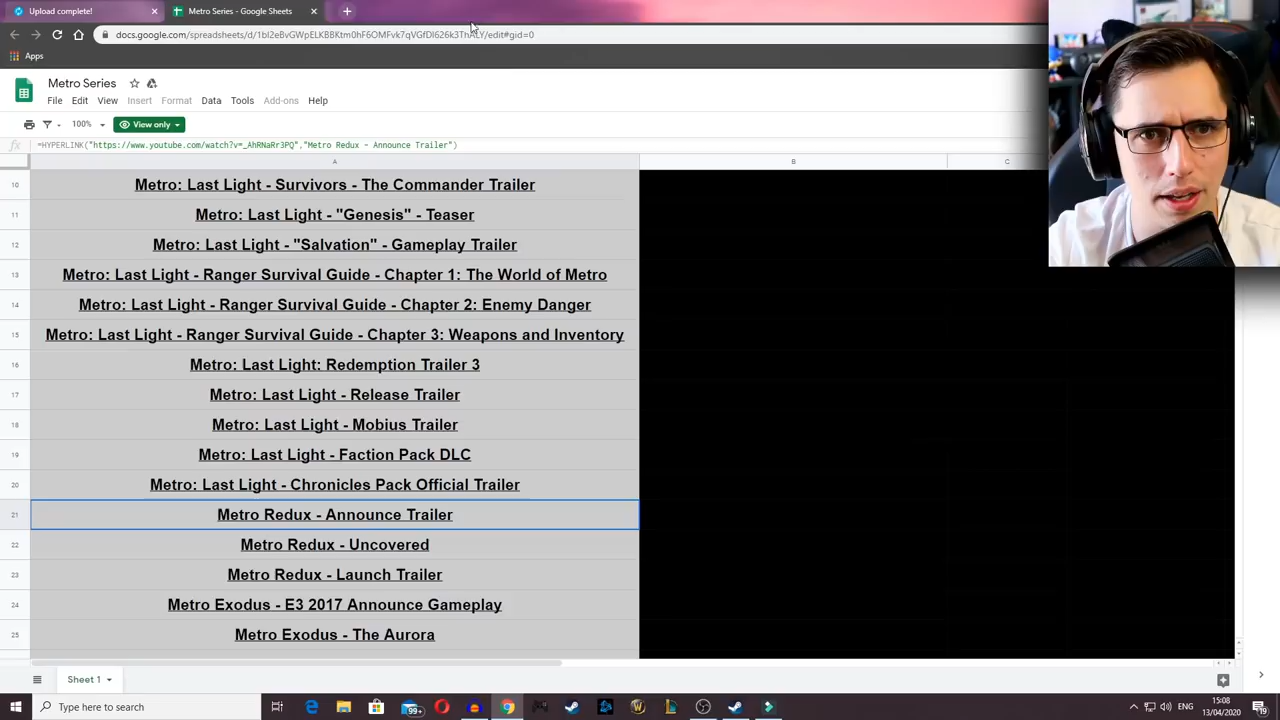 Upload complete!
Metro Series - Google Sheets
Metro Series
File Edit View Insert Format Data Tools Add-ons Help
Apps
100% View only
=HYPERLINK("https://www.youtube.com/watch?v=_AhRNaRr3PQ","Metro Redux - Announce Trailer")
A B C
10 Metro: Last Light - Survivors - The Commander Trailer
11 Metro: Last Light - "Genesis" - Teaser
12 Metro: Last Light - "Salvation" - Gameplay Trailer
13 Metro: Last Light - Ranger Survival Guide - Chapter 1: The World of Metro
14 Metro: Last Light - Ranger Survival Guide - Chapter 2: Enemy Danger
15 Metro: Last Light - Ranger Survival Guide - Chapter 3: Weapons and Inventory
16 Metro: Last Light: Redemption Trailer 3
17 Metro: Last Light - Release Trailer
18 Metro: Last Light - Mobius Trailer
19 Metro: Last Light - Faction Pack DLC
20 Metro: Last Light - Chronicles Pack Official Trailer
21 Metro Redux - Announce Trailer
22 Metro Redux - Uncovered
23 Metro Redux - Launch Trailer
24 Metro Exodus - E3 2017 Announce Gameplay
25 Metro Exodus - The Aurora
Sheet 1
Type here to search
99+
15:08
13/04/2020
19